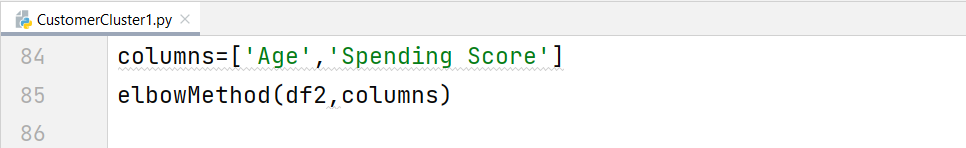 CustomerCluster1.py
84 columns=['Age','Spending Score']
85 elbowMethod(df2,columns)
86